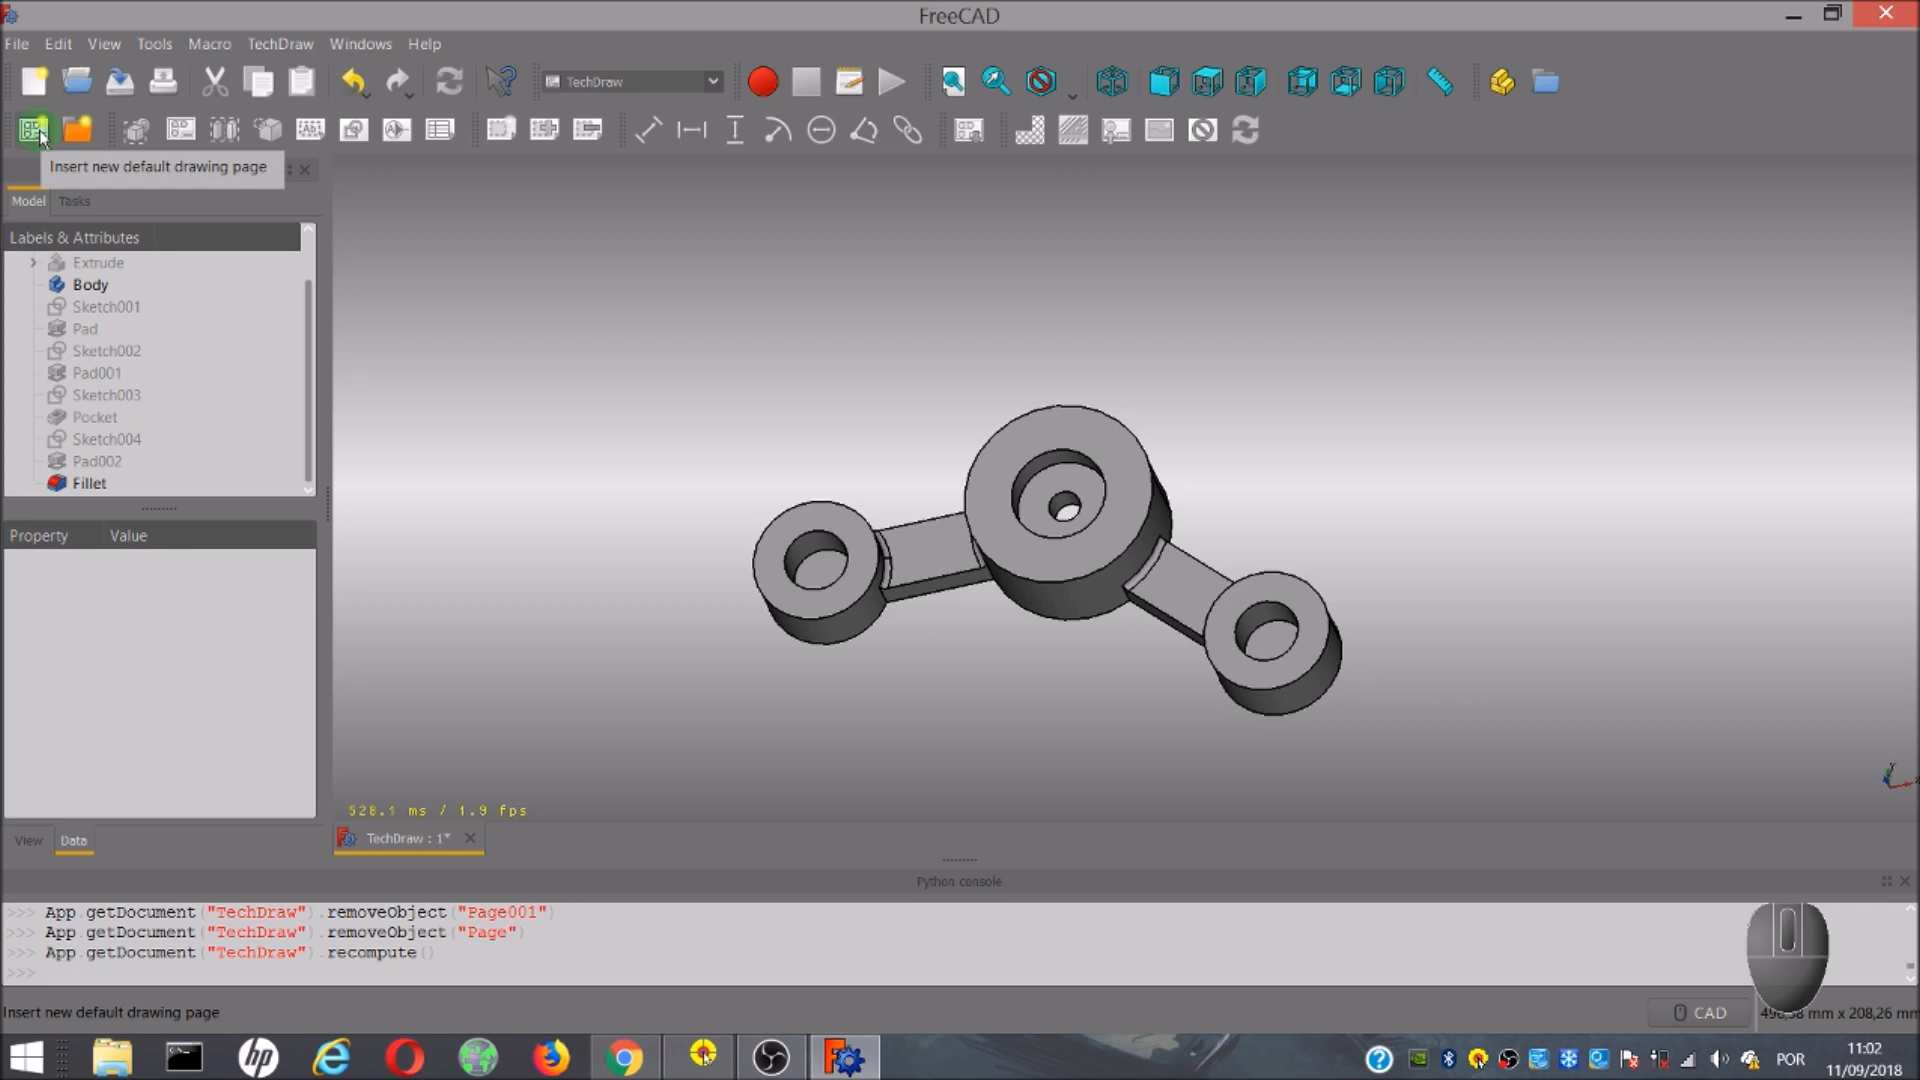 FreeCAD
File Edit View Tools Macro TechDraw Windows Help
TechDraw
Insert new default drawing page
Model Tasks
Labels & Attributes
Extrude
Body
Sketch001
Pad
Sketch002
Pad001
Sketch003
Pocket
Sketch004
Pad002
Fillet
Property Value
528.1 ms / 1.9 fps
View Data
TechDraw : 1*
Python console
>>> App.getDocument("TechDraw").removeObject("Page001")
>>> App.getDocument("TechDraw").removeObject("Page")
>>> App.getDocument("TechDraw").recompute()
>>>
Insert new default drawing page
CAD
mm x 208,26 mm
POR
11:02
11/09/2018